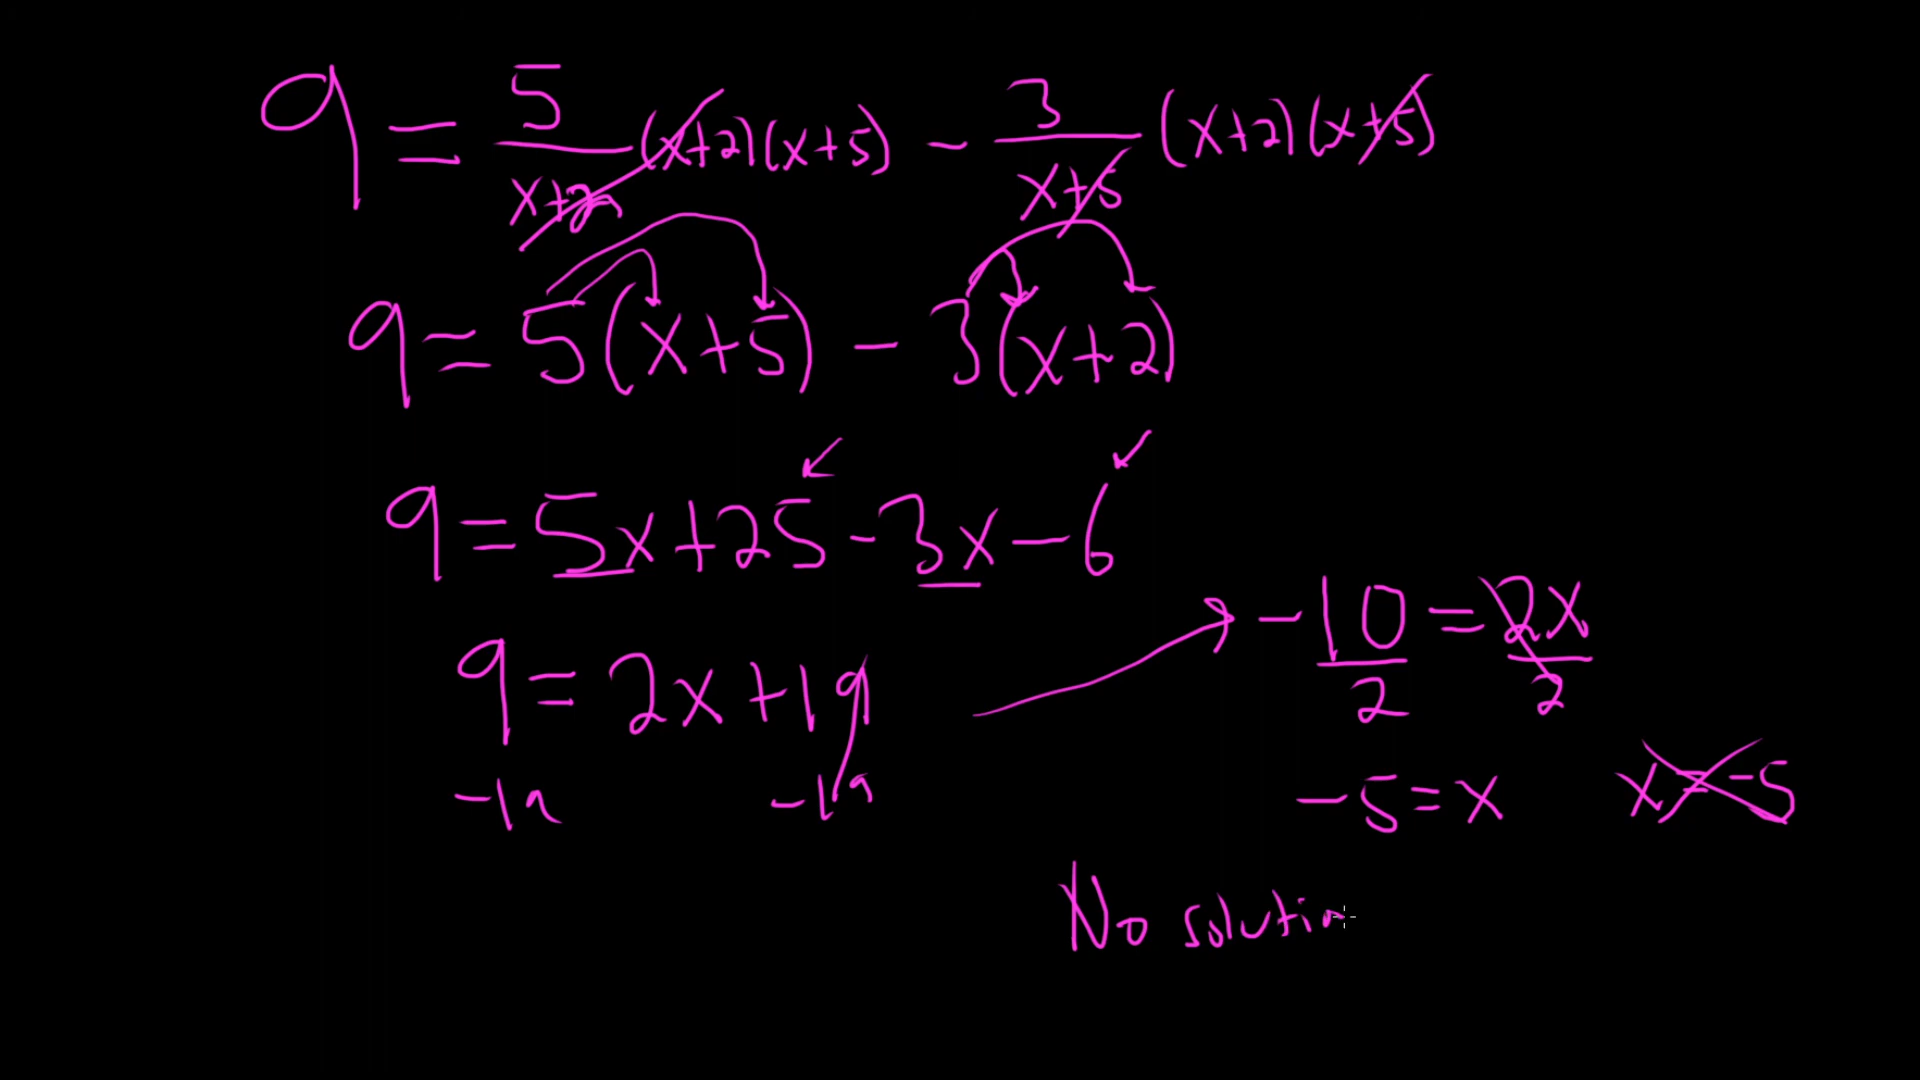 9 = 5/(x+2) (x+2)(x+5) - 3/(x+5) (x+2)(x+5)
9 = 5(x+5) - 3(x+2)
9 = 5x+25-3x-6
9 = 2x+19
-19 -19
-10/2 = 2x/2
-5 = x x = -5
No solution